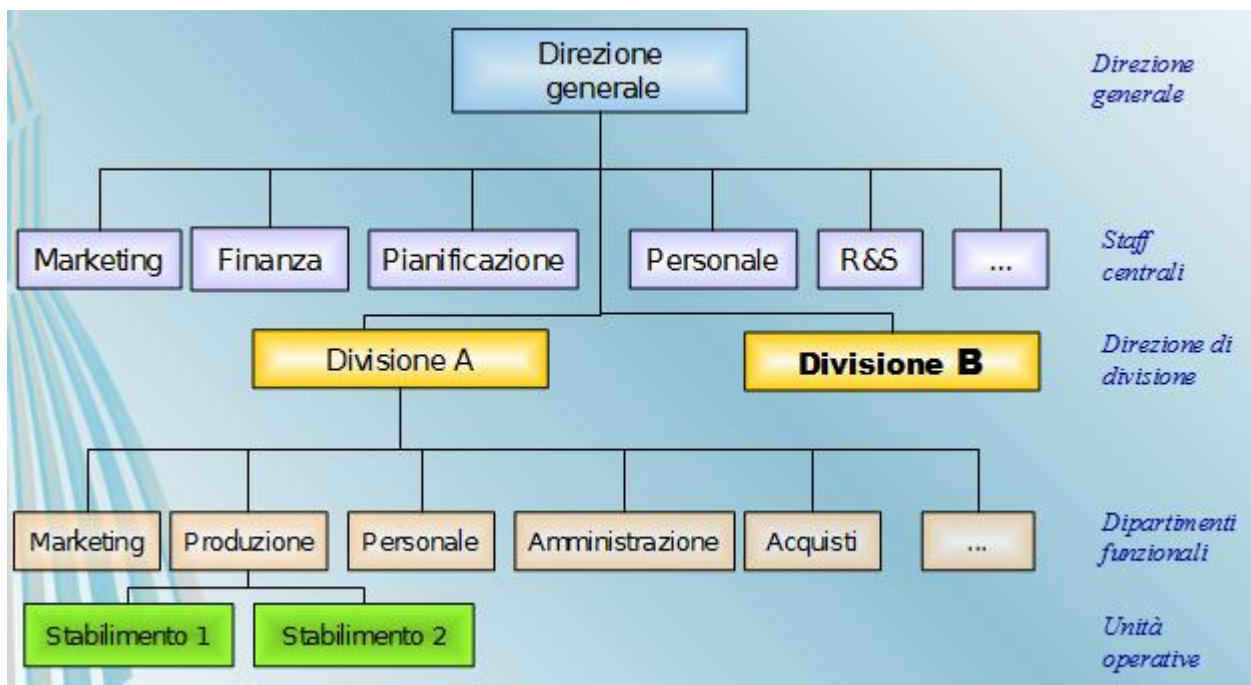 Direzione
generale
Direzione
generale
Marketing
Finanza
Pianificazione
Personale
R&S
...
Staff
centrali
Divisione A
Divisione B
Direzione di
divisione
Marketing
Produzione
Personale
Amministrazione
Acquisti
...
Dipartimenti
funzionali
Stabilimento 1
Stabilimento 2
Unità
operative